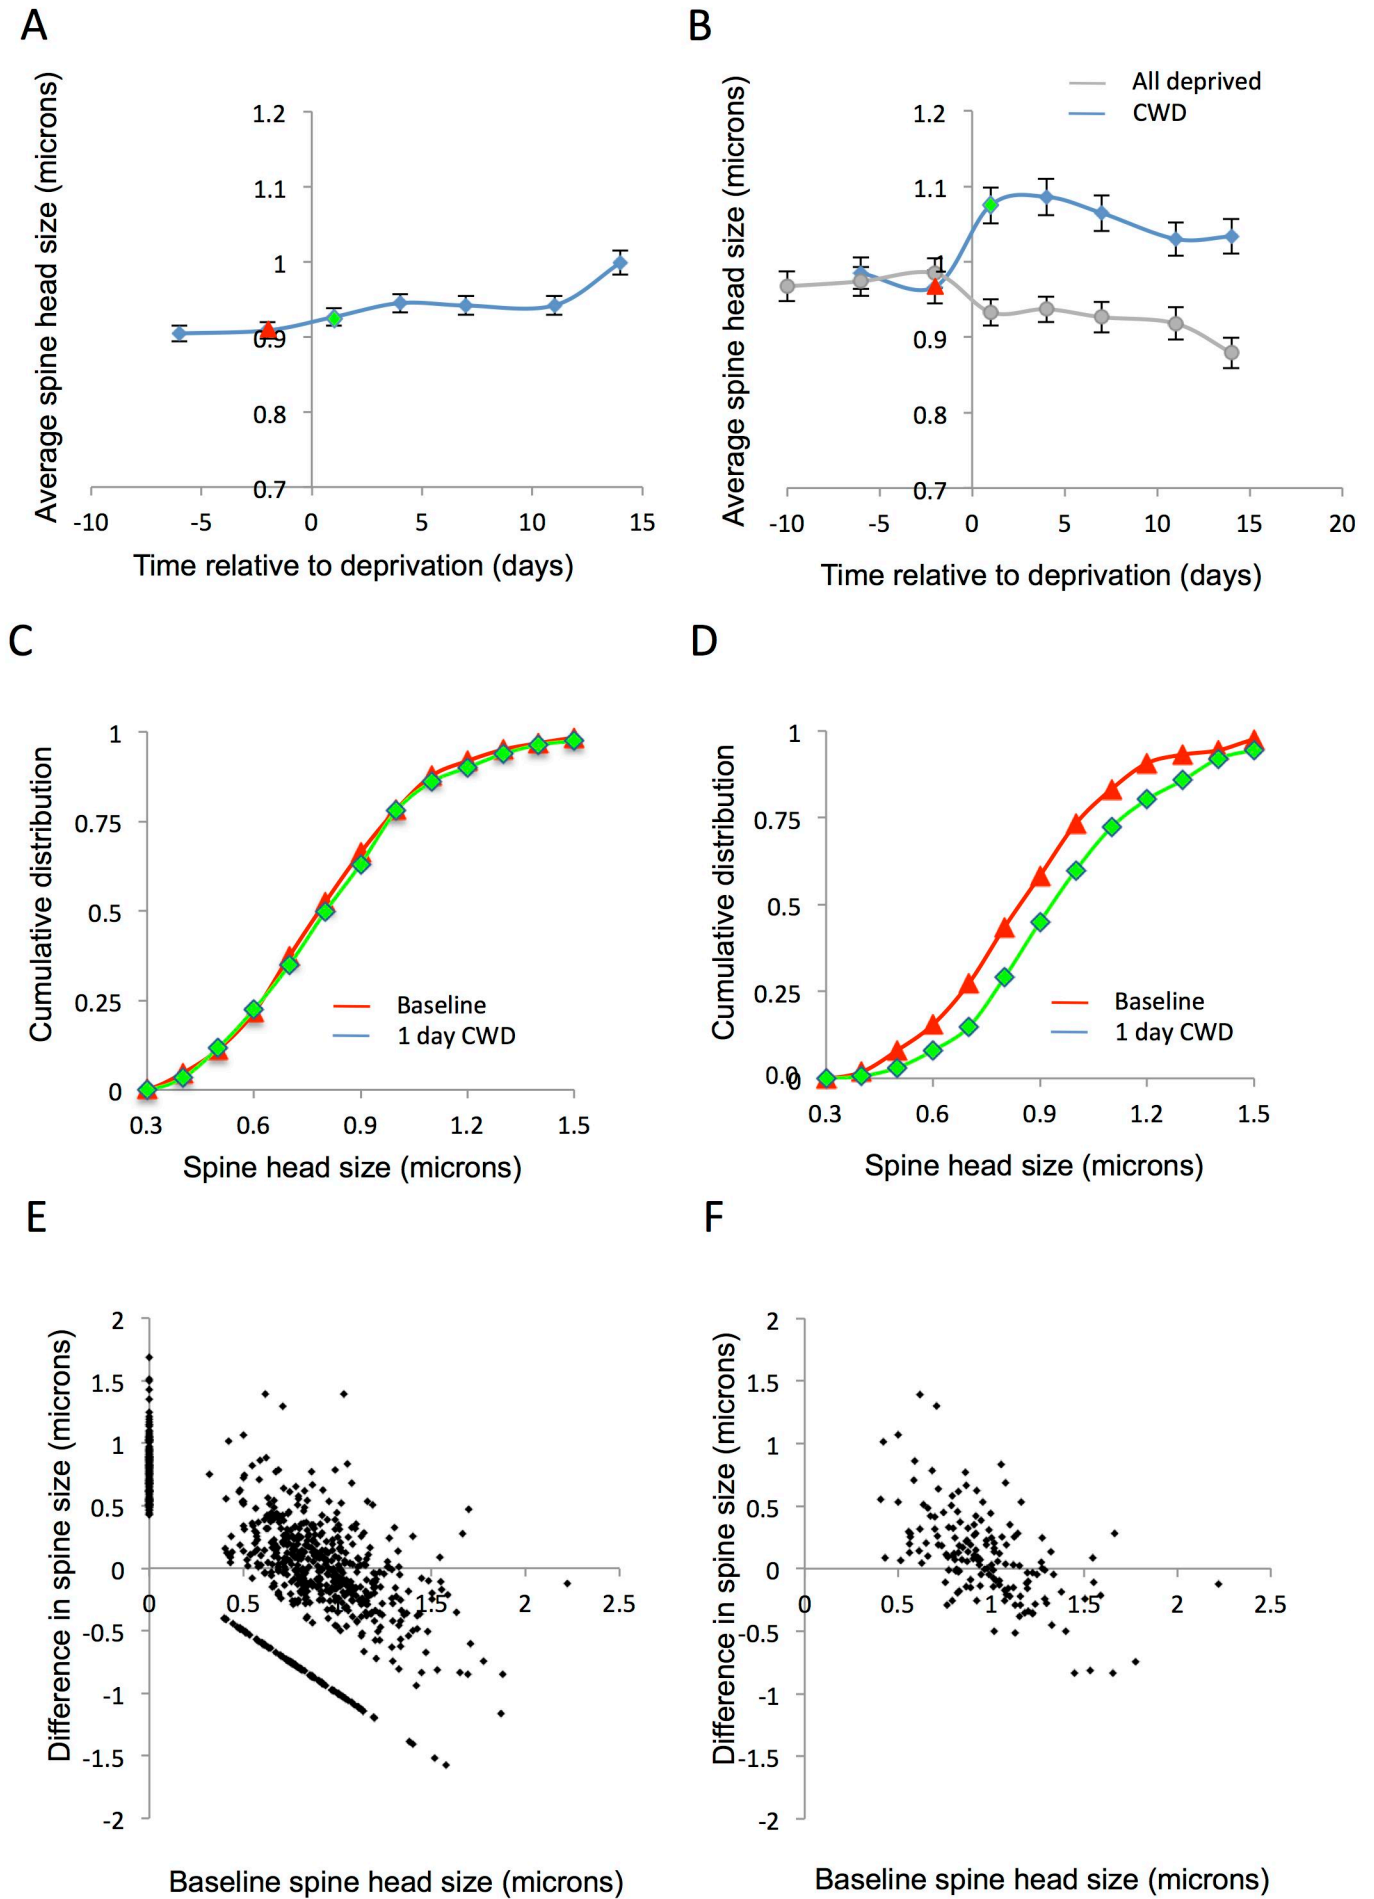 A
Average spine head size (microns)
1.2
1.1
1
0.9
0.8
0.7
-10 -5 0 5 10 15
Time relative to deprivation (days)
B
All deprived
CWD
Average spine head size (microns)
1.2
1.1
1
0.9
0.8
0.7
-10 -5 0 5 10 15 20
Time relative to deprivation (days)
C
Cumulative distribution
1
0.75
0.5
0.25
0
Baseline
1 day CWD
0.3 0.6 0.9 1.2 1.5
Spine head size (microns)
D
Cumulative distribution
1
0.75
0.5
0.25
0.0
0
Baseline
1 day CWD
0.3 0.6 0.9 1.2 1.5
Spine head size (microns)
E
Difference in spine size (microns)
2
1.5
1
0.5
0
-0.5
-1
-1.5
-2
0 0.5 1 1.5 2 2.5
Baseline spine head size (microns)
F
Difference in spine size (microns)
2
1.5
1
0.5
0
-0.5
-1
-1.5
-2
0 0.5 1 1.5 2 2.5
Baseline spine head size (microns)